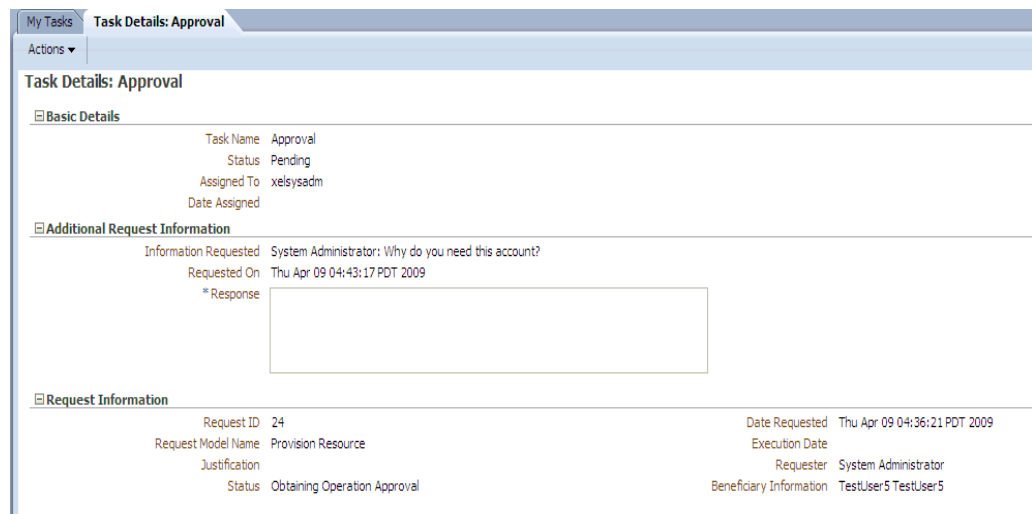 My Tasks Task Details: Approval
Actions
Task Details: Approval
Basic Details
Task Name Approval
Status Pending
Assigned To xelsysadm
Date Assigned
Additional Request Information
Information Requested System Administrator: Why do you need this account?
Requested On Thu Apr 09 04:43:17 PDT 2009
* Response
Request Information
Request ID 24 Date Requested Thu Apr 09 04:36:21 PDT 2009
Request Model Name Provision Resource Execution Date
Justification Requester System Administrator
Status Obtaining Operation Approval Beneficiary Information TestUser5 TestUser5